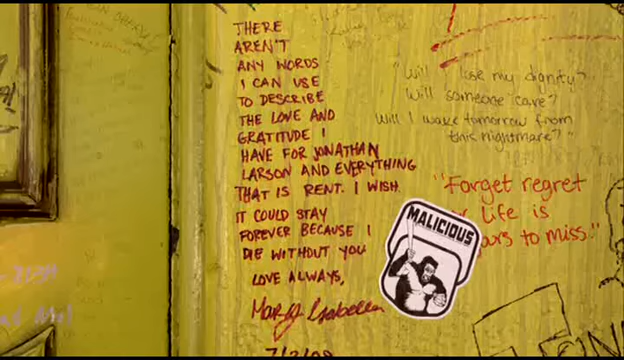 THERE
AREN'T
ANY WORDS
I CAN USE
TO DESCRIBE
THE LOVE AND
GRATITUDE I
HAVE FOR JONATHAN
LARSON AND EVERYTHING
THAT IS RENT. I WISH
IT COULD STAY
FOREVER BECAUSE I
DIE WITHOUT YOU
LOVE ALWAYS,
Mary Isabella
"Will I lose my dignity?
Will someone care?
Will I wake tomorrow from
this nightmare?"
"Forget regret
life is
to miss."
MALICIOUS